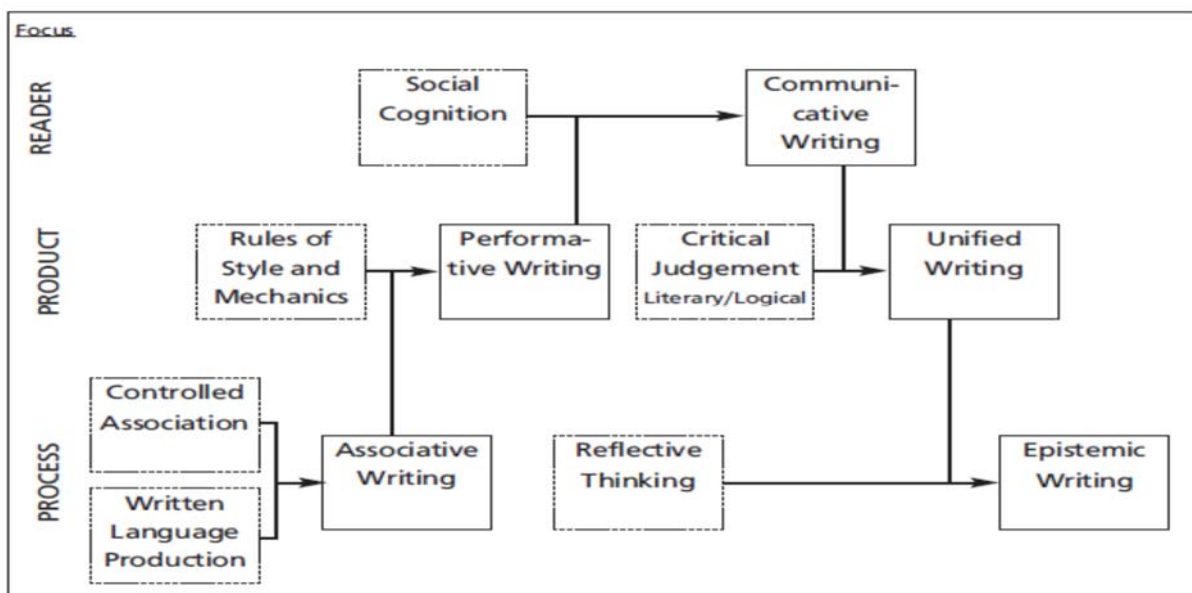 Focus
READER
Social
Cognition
Communi-
cative
Writing
PRODUCT
Rules of
Style and
Mechanics
Performa-
tive Writing
Critical
Judgement
Literary/Logical
Unified
Writing
PROCESS
Controlled
Association
Written
Language
Production
Associative
Writing
Reflective
Thinking
Epistemic
Writing